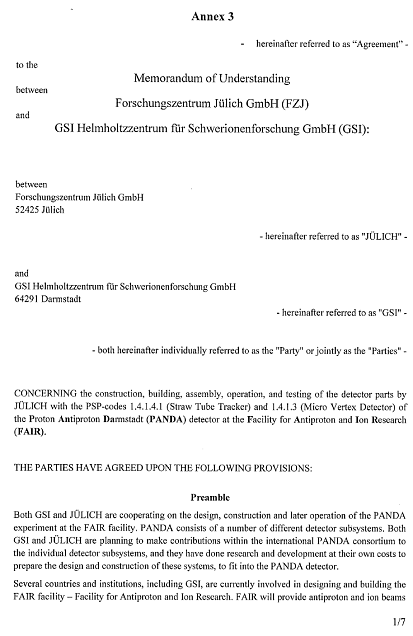 Annex 3
- hereinafter referred to as “Agreement” -
to the
Memorandum of Understanding
between
Forschungszentrum Jülich GmbH (FZJ)
and
GSI Helmholtzzentrum für Schwerionenforschung GmbH (GSI):
between
Forschungszentrum Jülich GmbH
52425 Jülich
- hereinafter referred to as "JÜLICH" -
and
GSI Helmholtzzentrum für Schwerionenforschung GmbH
64291 Darmstadt
- hereinafter referred to as "GSI" -
- both hereinafter individually referred to as the "Party" or jointly as the "Parties" -
CONCERNING the construction, building, assembly, operation, and testing of the detector parts by
JÜLICH with the PSP-codes 1.4.1.4.1 (Straw Tube Tracker) and 1.4.1.3 (Micro Vertex Detector) of
the Proton Antiproton Darmstadt (PANDA) detector at the Facility for Antiproton and Ion Research
(FAIR).
THE PARTIES HAVE AGREED UPON THE FOLLOWING PROVISIONS:
Preamble
Both GSI and JÜLICH are cooperating on the design, construction and later operation of the PANDA
experiment at the FAIR facility. PANDA consists of a number of different detector subsystems. Both
GSI and JÜLICH are planning to make contributions within the international PANDA consortium to
the individual detector subsystems, and they have done research and development at their own costs to
prepare the design and construction of these systems, to fit into the PANDA detector.
Several countries and institutions, including GSI, are currently involved in designing and building the
FAIR facility – Facility for Antiproton and Ion Research. FAIR will provide antiproton and ion beams
1/7